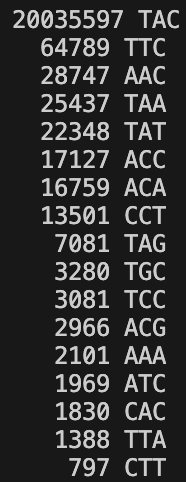 20035597 TAC
64789 TTC
28747 AAC
25437 TAA
22348 TAT
17127 ACC
16759 ACA
13501 CCT
7081 TAG
3280 TGC
3081 TCC
2966 ACG
2101 AAA
1969 ATC
1830 CAC
1388 TTA
797 CTT